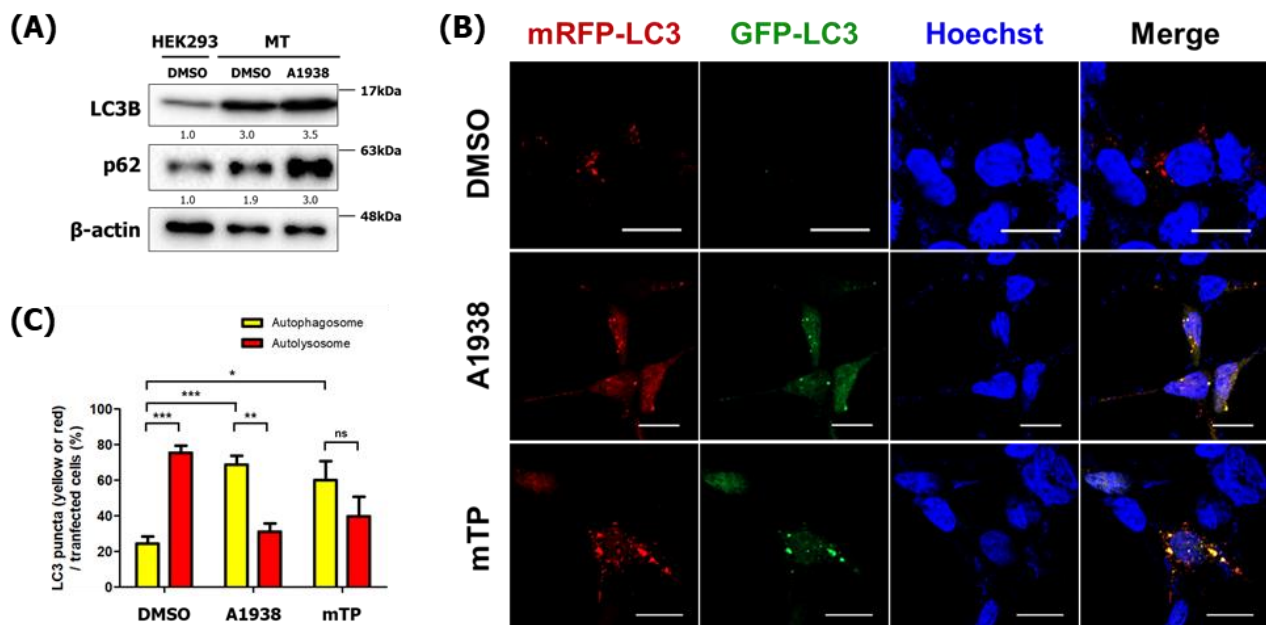 (A)
HEK293 MT
DMSO DMSO A1938
LC3B 17kDa
1.0 3.0 3.5
p62 63kDa
1.0 1.9 3.0
β-actin 48kDa
(B)
mRFP-LC3 GFP-LC3 Hoechst Merge
DMSO
A1938
mTP
(C)
Autophagosome
Autolysosome
*
***
*** ** ns
LC3 puncta (yellow or red)
/ tranfected cells (%)
100
80
60
40
20
0
DMSO A1938 mTP